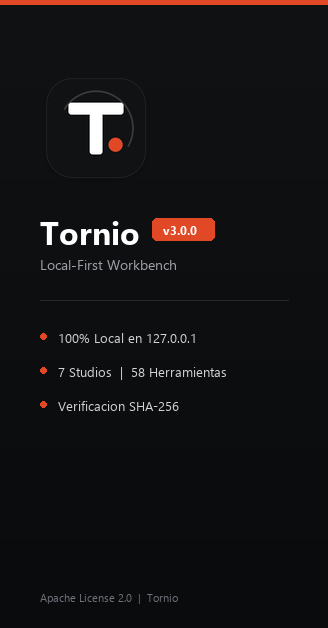 T.
Tornio v3.0.0
Local-First Workbench
100% Local en 127.0.0.1
7 Studios | 58 Herramientas
Verificacion SHA-256
Apache License 2.0 | Tornio